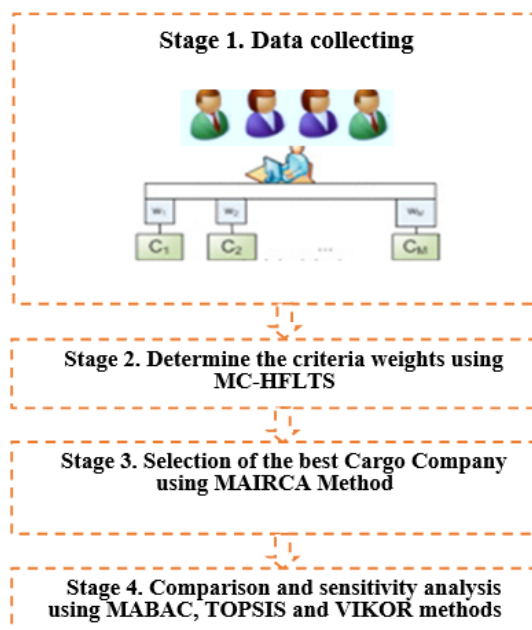 Stage 1. Data collecting
w1 w2 wM
C1 C2 ... CM
Stage 2. Determine the criteria weights using
MC-HFLTS
Stage 3. Selection of the best Cargo Company
using MAIRCA Method
Stage 4. Comparison and sensitivity analysis
using MABAC, TOPSIS and VIKOR methods